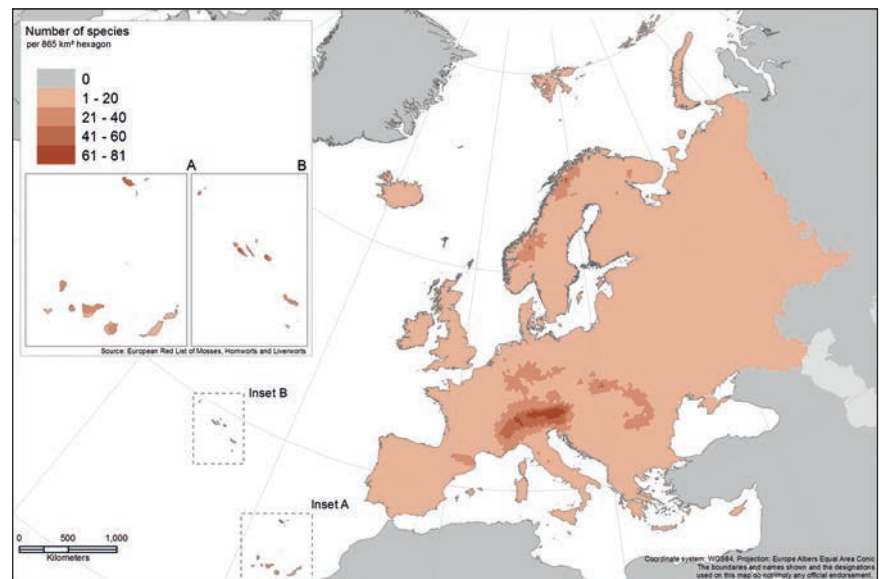 Number of species
per 865 km² hexagon
0
1 - 20
21 - 40
41 - 60
61 - 81
A
B
Source: European Red List of Mosses, Hornworts and Liverworts
Inset B
Inset A
0 250 500 1,000
Kilometers
Coordinate system: WGS84, Projection: Europe Albers Equal Area Conic
The boundaries and names shown and the designations
used on this map do not imply any official endorsement.